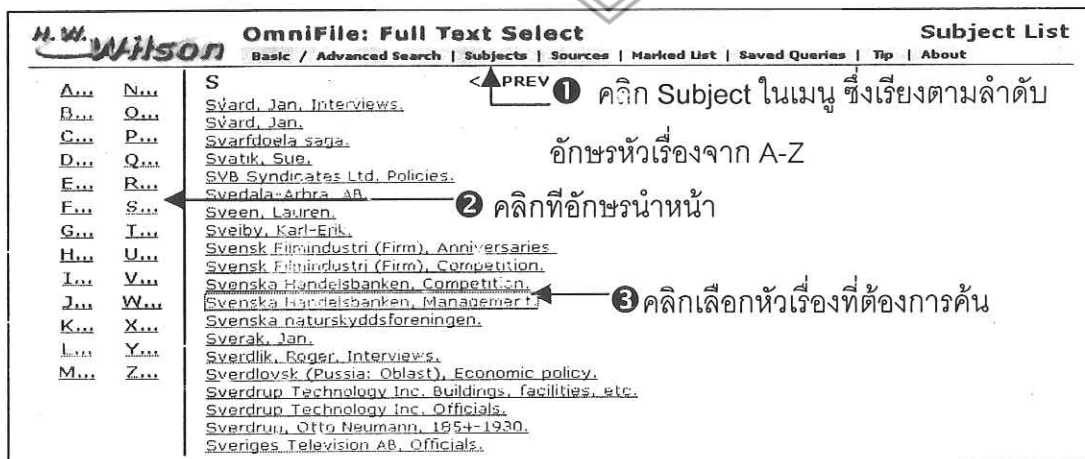 H.W. Wilson
OmniFile: Full Text Select
Subject List
Basic / Advanced Search | Subjects | Sources | Marked List | Saved Queries | Tip | About
A... N...
B... O...
C... P...
D... Q...
E... R...
F... S...
G... T...
H... U...
I... V...
J... W...
K... X...
L... Y...
M... Z...
S
< PREV
Svard, Jan, Interviews.
Svard, Jan.
Svarfdoela saga.
Svatik, Sue.
SVB Syndicates Ltd, Policies.
Svedala-Arbra, AB.
Sveen, Lauren.
Sveiby, Karl-Erik.
Svensk Filmindustri (Firm), Anniversaries
Svensk Filmindustri (Firm), Competition.
Svenska Handelsbanken, Competition.
Svenska Handelsbanken, Management.
Svenska naturskyddsforeningen.
Sverak, Jan.
Sverdlik, Roger, Interviews.
Sverdlovsk (Russia: Oblast), Economic policy.
Sverdrup Technology Inc. Buildings, facilities, etc.
Sverdrup Technology Inc. Officials.
Sverdrup, Otto Neumann, 1854-1930.
Sveriges Television AB, Officials.
❶ คลิก Subject ในเมนู ซึ่งเรียงตามลำดับ
อักษรหัวเรื่องจาก A-Z
❷ คลิกที่อักษรนำหน้า
❸คลิกเลือกหัวเรื่องที่ต้องการค้น